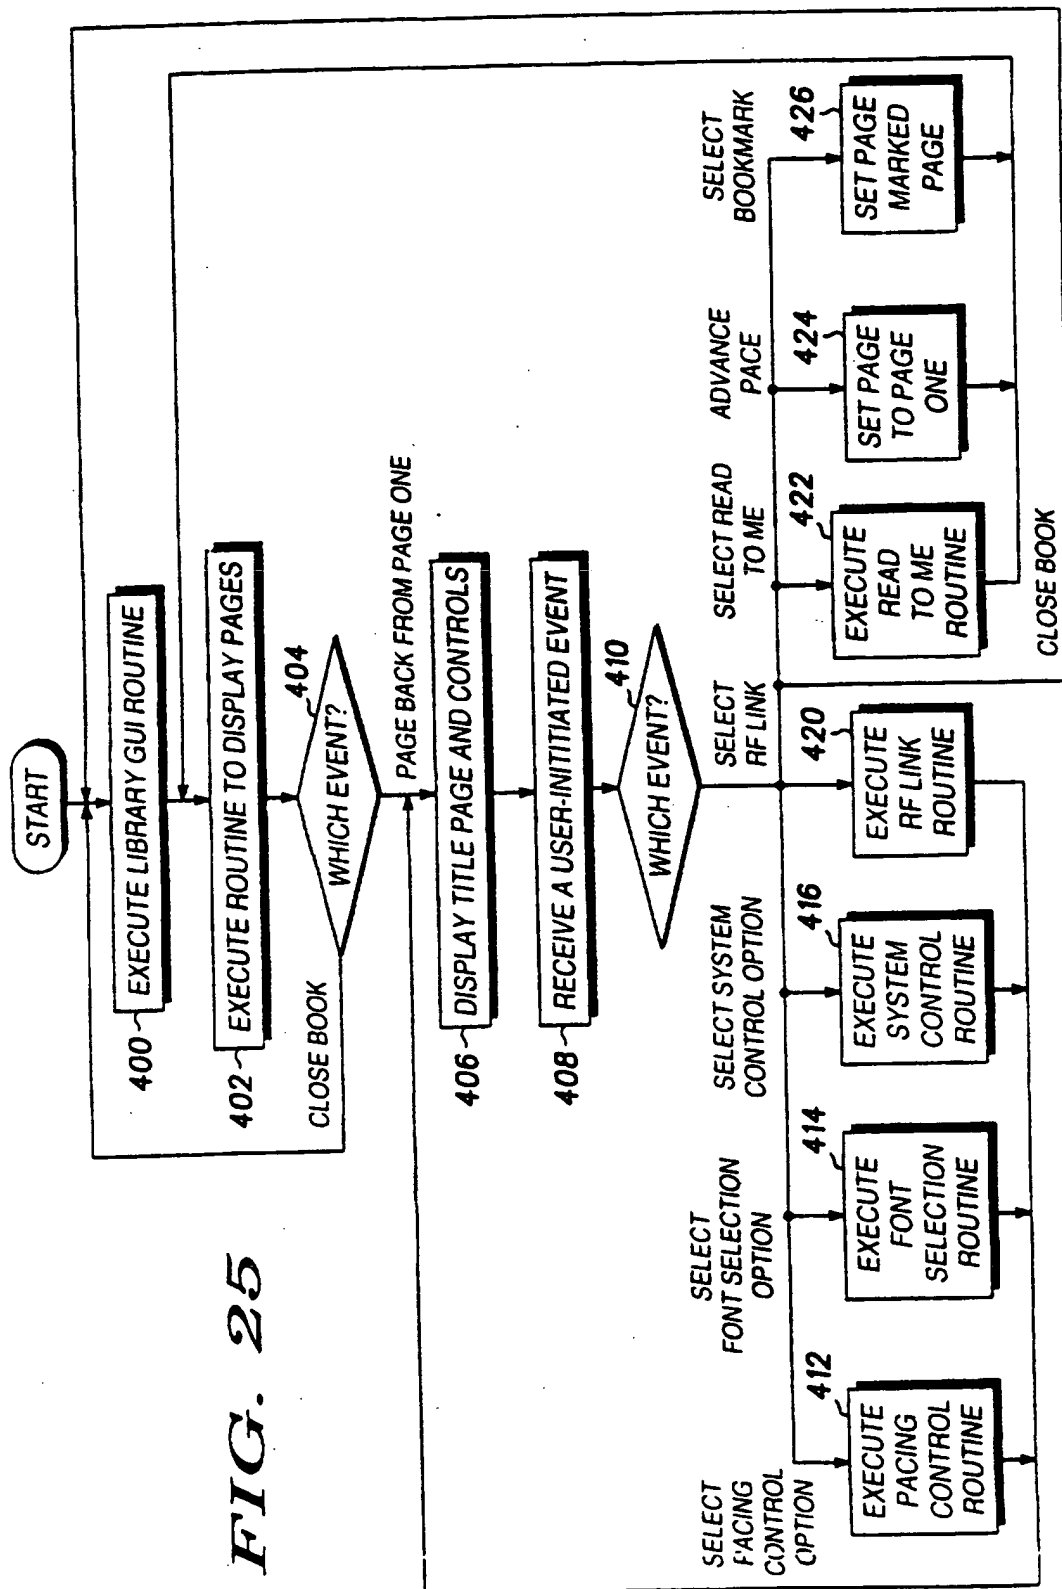 START
EXECUTE LIBRARY GUI ROUTINE
400
EXECUTE ROUTINE TO DISPLAY PAGES
402
WHICH EVENT?
404
CLOSE BOOK
PAGE BACK FROM PAGE ONE
DISPLAY TITLE PAGE AND CONTROLS
406
RECEIVE A USER-INITIATED EVENT
408
WHICH EVENT?
410
SELECT
PACING
CONTROL
OPTION
412
EXECUTE
PACING
CONTROL
ROUTINE
SELECT
FONT SELECTION
OPTION
414
EXECUTE
FONT
SELECTION
ROUTINE
SELECT SYSTEM
CONTROL OPTION
416
EXECUTE
SYSTEM
CONTROL
ROUTINE
SELECT
RF LINK
420
EXECUTE
RF LINK
ROUTINE
SELECT READ
TO ME
422
EXECUTE
READ
TO ME
ROUTINE
ADVANCE
PACE
424
SET PAGE
TO PAGE
ONE
SELECT
BOOKMARK
426
SET PAGE
MARKED
PAGE
CLOSE BOOK
FIG. 25